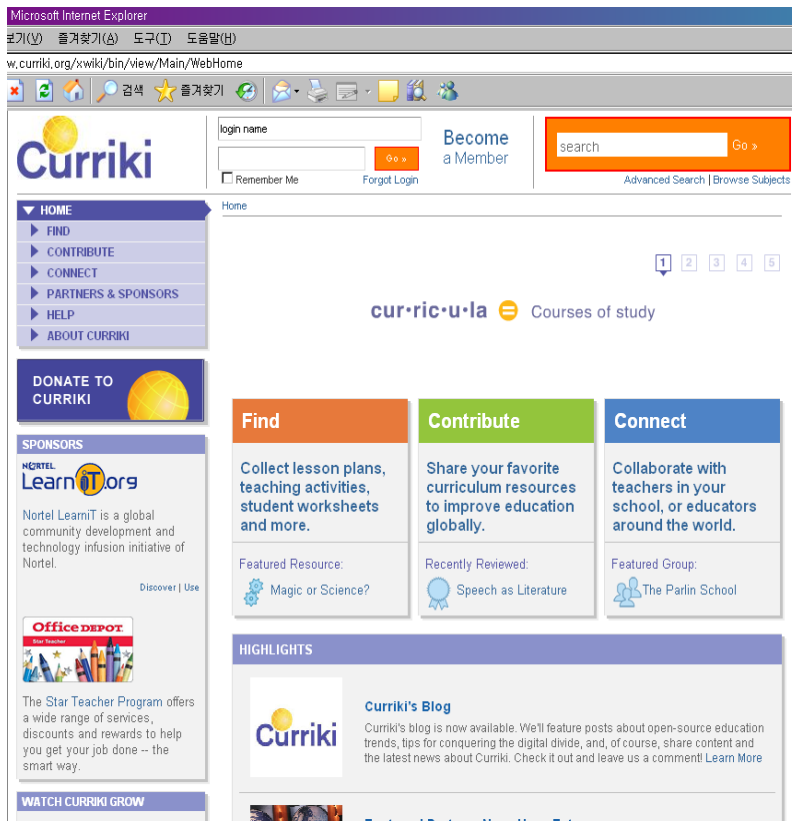 Microsoft Internet Explorer
보기(V) 즐겨찾기(A) 도구(T) 도움말(H)
w.curriki.org/xwiki/bin/view/Main/WebHome
검색 즐겨찾기
Curriki
login name
Go »
Remember Me Forgot Login
Become
a Member
search Go »
Advanced Search | Browse Subjects
HOME
FIND
CONTRIBUTE
CONNECT
PARTNERS & SPONSORS
HELP
ABOUT CURRIKI
Home
1 2 3 4 5
cur·ric·u·la = Courses of study
DONATE TO
CURRIKI
SPONSORS
NORTEL
LearniT.org
Nortel LearniT is a global
community development and
technology infusion initiative of
Nortel.
Discover | Use
Office DEPOT
Star Teacher
The Star Teacher Program offers
a wide range of services,
discounts and rewards to help
you get your job done -- the
smart way.
WATCH CURRIKI GROW
Find
Collect lesson plans,
teaching activities,
student worksheets
and more.
Featured Resource:
Magic or Science?
Contribute
Share your favorite
curriculum resources
to improve education
globally.
Recently Reviewed:
Speech as Literature
Connect
Collaborate with
teachers in your
school, or educators
around the world.
Featured Group:
The Parlin School
HIGHLIGHTS
Curriki
Curriki's Blog
Curriki's blog is now available. We'll feature posts about open-source education
trends, tips for conquering the digital divide, and, of course, share content and
the latest news about Curriki. Check it out and leave us a comment! Learn More